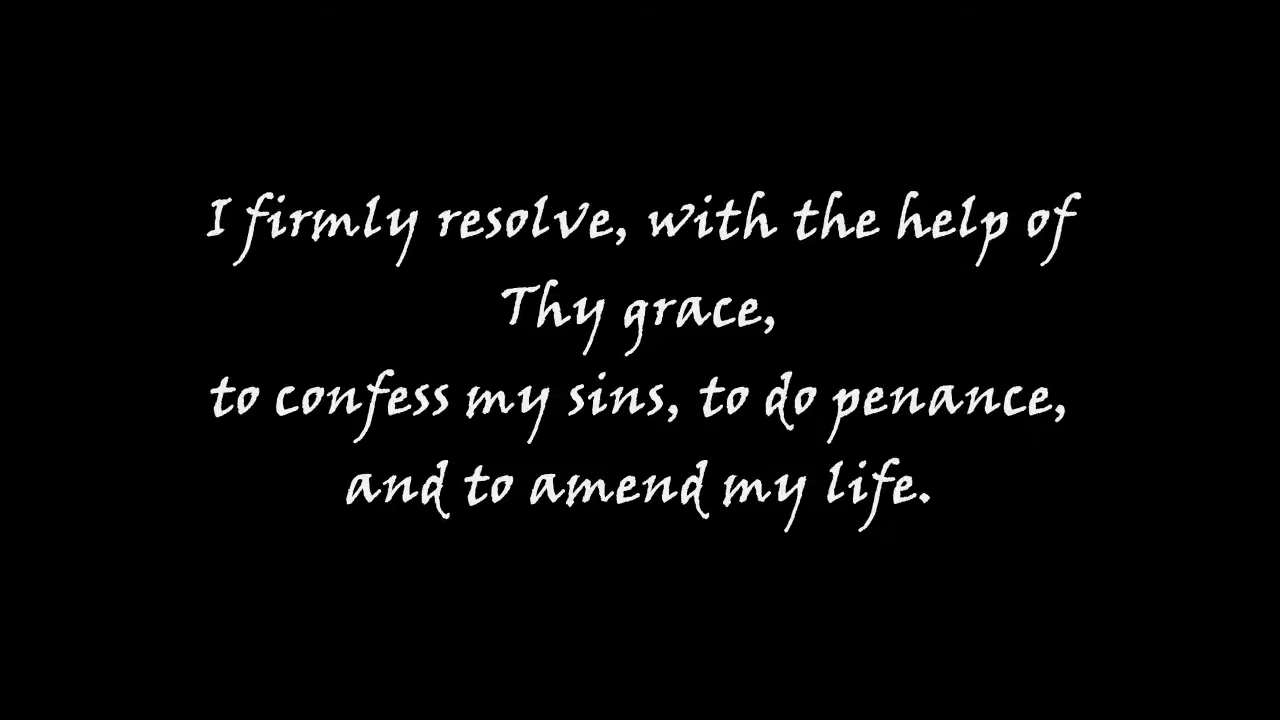 I firmly resolve, with the help of
Thy grace,
to confess my sins, to do penance,
and to amend my life.